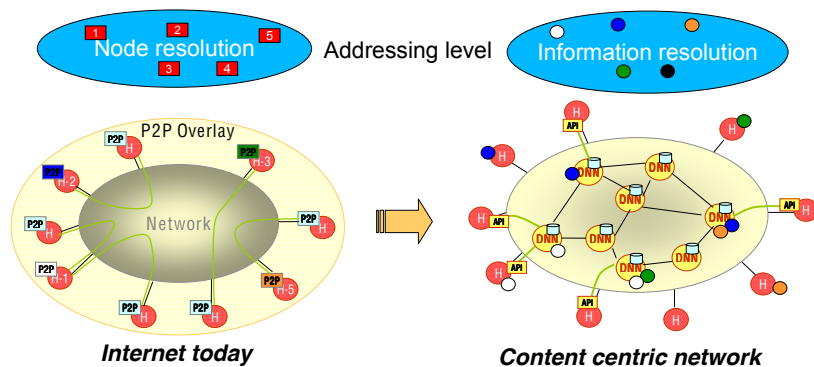 1
2
5
Node resolution
3
4
Addressing level
Information resolution
P2P Overlay
P2P
H
P2P
H-3
P2P
H-2
P2P
H
Network
P2P
H
P2P
H-1
P2P
H-5
P2P
H
P2P
H
Internet today
H
API
H
H
DNN
DNN
DNN
H
API
DNN
API
H
DNN
DNN
DNN
DNN
H
API
H
API
H
H
Content centric network